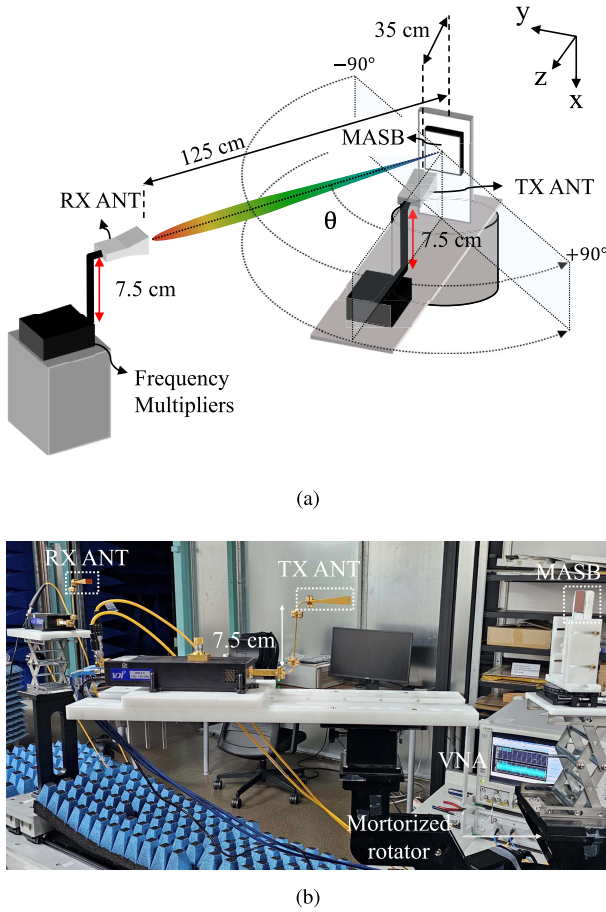 y
35 cm
−90°
z
x
MASB
125 cm
RX ANT
TX ANT
θ
7.5 cm
+90°
7.5 cm
Frequency
Multipliers
(a)
RX ANT
TX ANT
MASB
7.5 cm
VDI
VNA
Mortorized
rotator
(b)